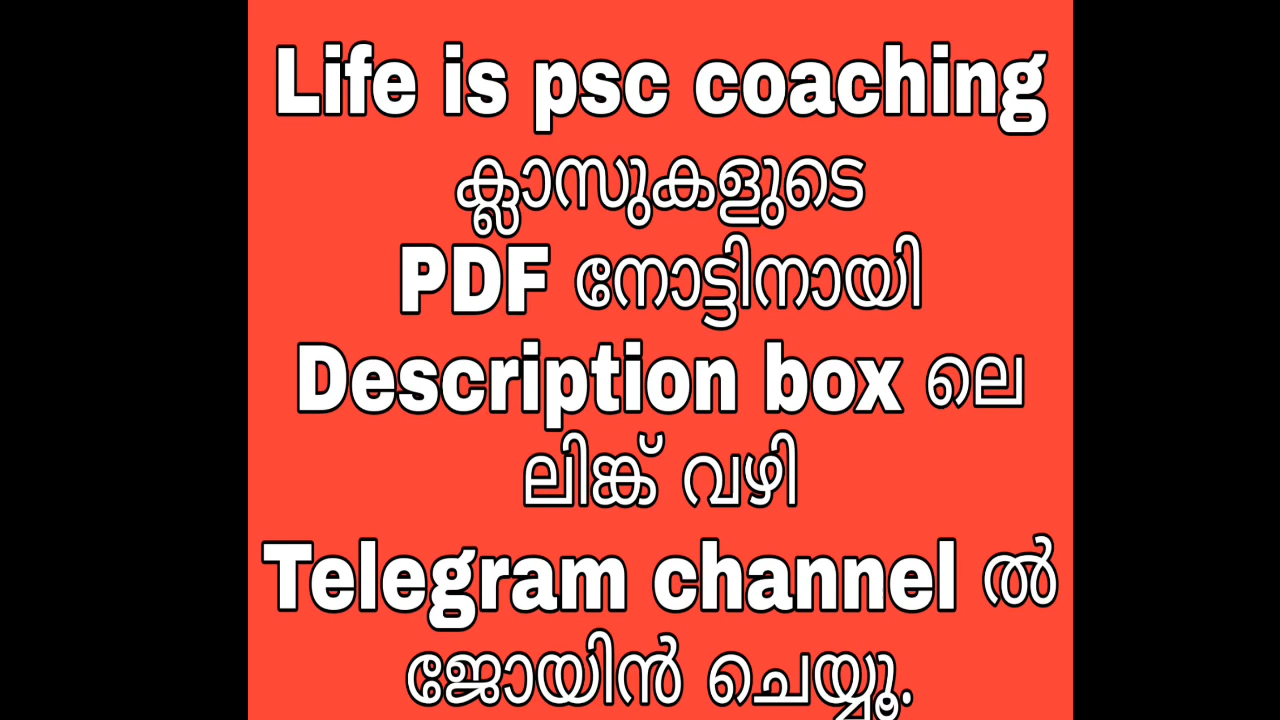 Life is psc coaching
ക്ലാസുകളുടെ
PDF നോട്ടിനായി
Description box ലെ
ലിങ്ക് വഴി
Telegram channel ൽ
ജോയിൻ ചെയ്യൂ.